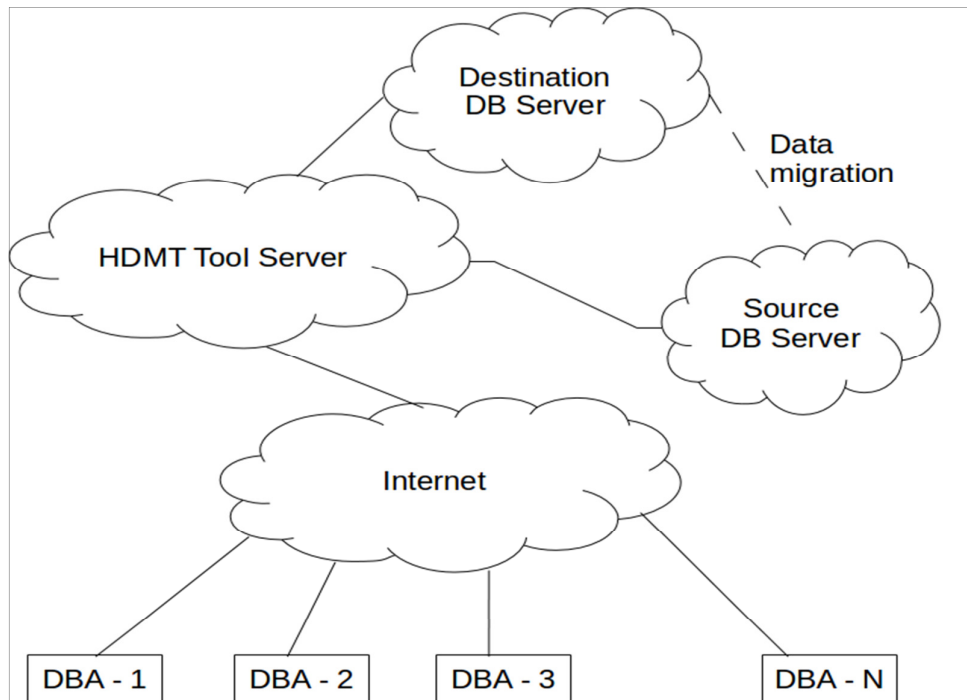 Destination
DB Server
Data
migration
HDMT Tool Server
Source
DB Server
Internet
DBA - 1
DBA - 2
DBA - 3
DBA - N